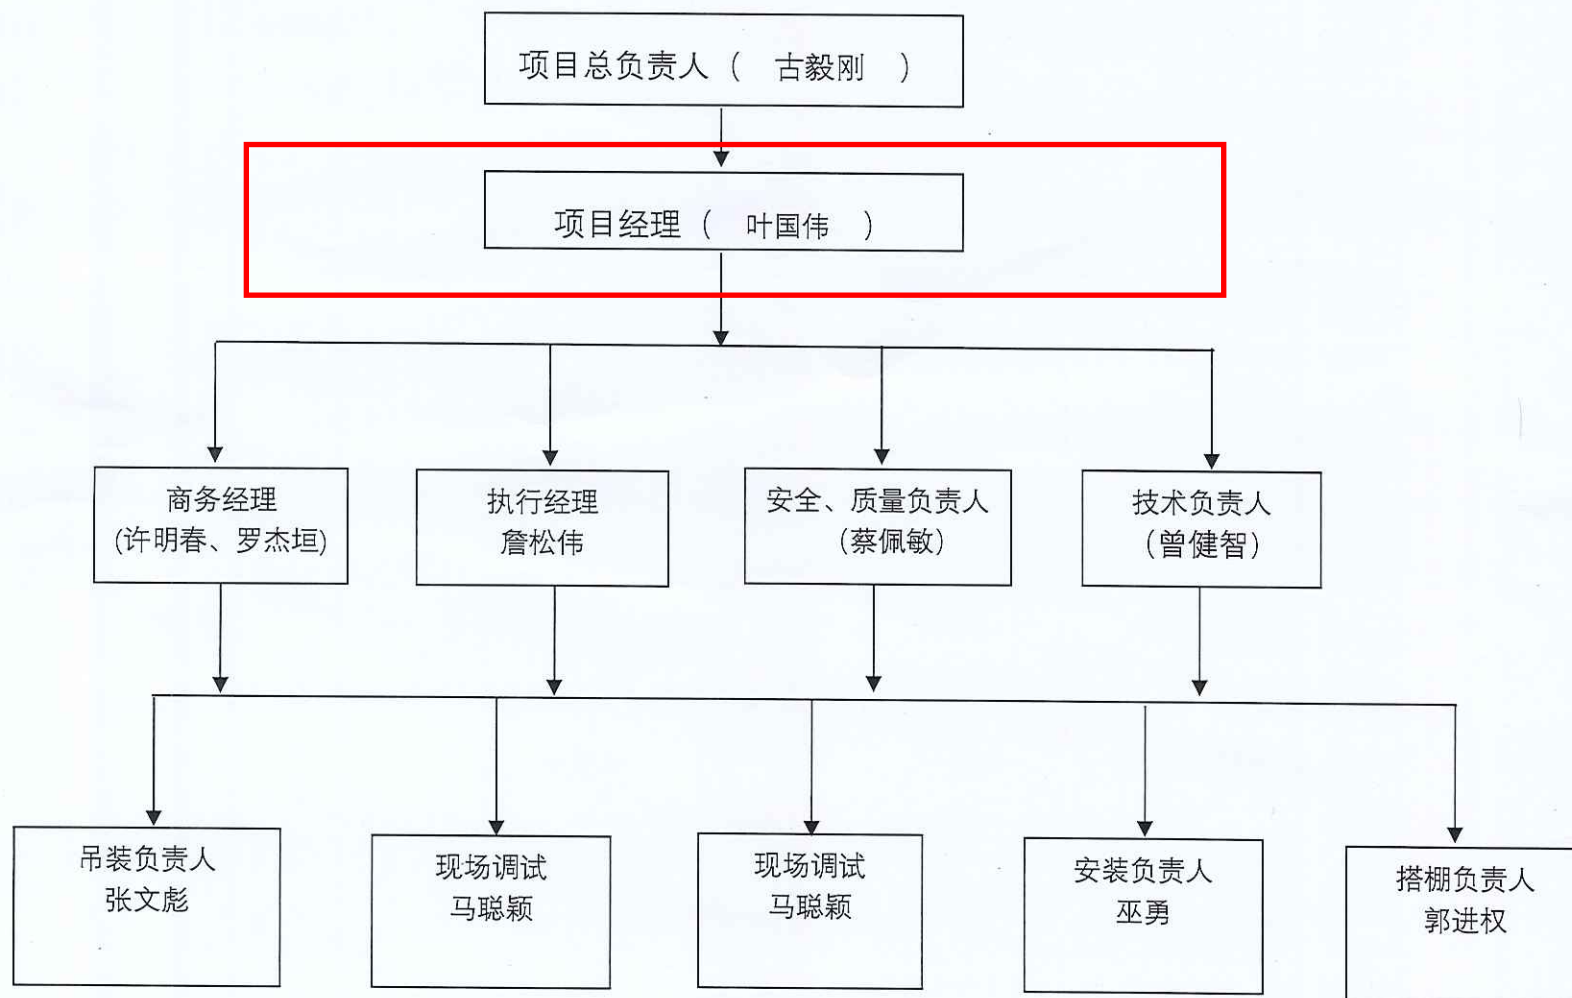 项目总负责人（ 古毅刚 ）
项目经理（ 叶国伟 ）
商务经理
(许明春、罗杰垣)
执行经理
詹松伟
安全、质量负责人
（蔡佩敏）
技术负责人
（曾健智）
吊装负责人
张文彪
现场调试
马聪颖
现场调试
马聪颖
安装负责人
巫勇
搭棚负责人
郭进权